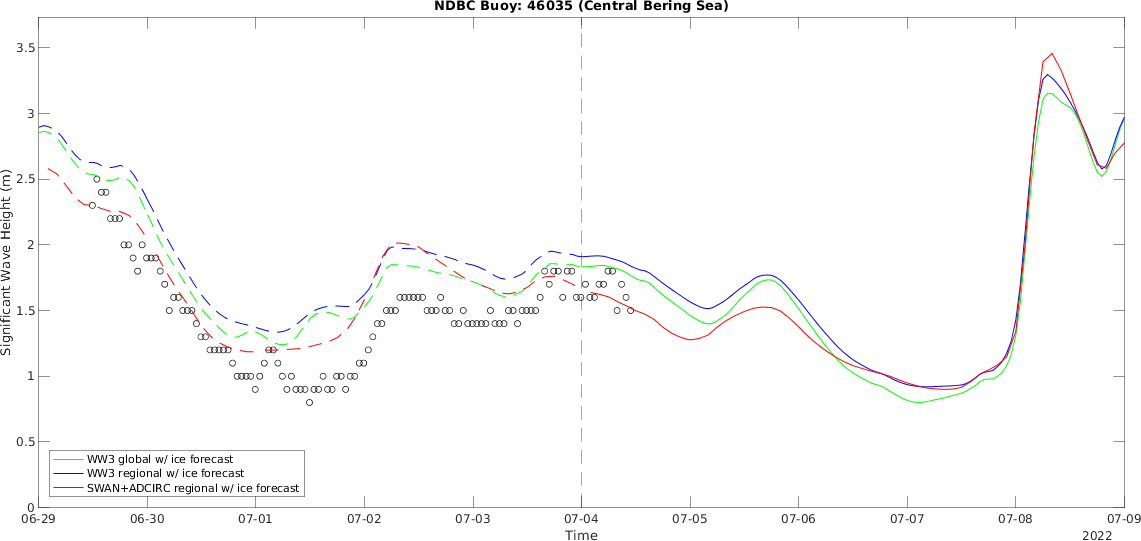 NDBC Buoy: 46035 (Central Bering Sea)
3.5
3
2.5
2
1.5
1
0.5
0
Significant Wave Height (m)
WW3 global w/ ice forecast
WW3 regional w/ ice forecast
SWAN+ADCIRC regional w/ ice forecast
06-29 06-30 07-01 07-02 07-03 07-04 07-05 07-06 07-07 07-08 07-09
Time
2022